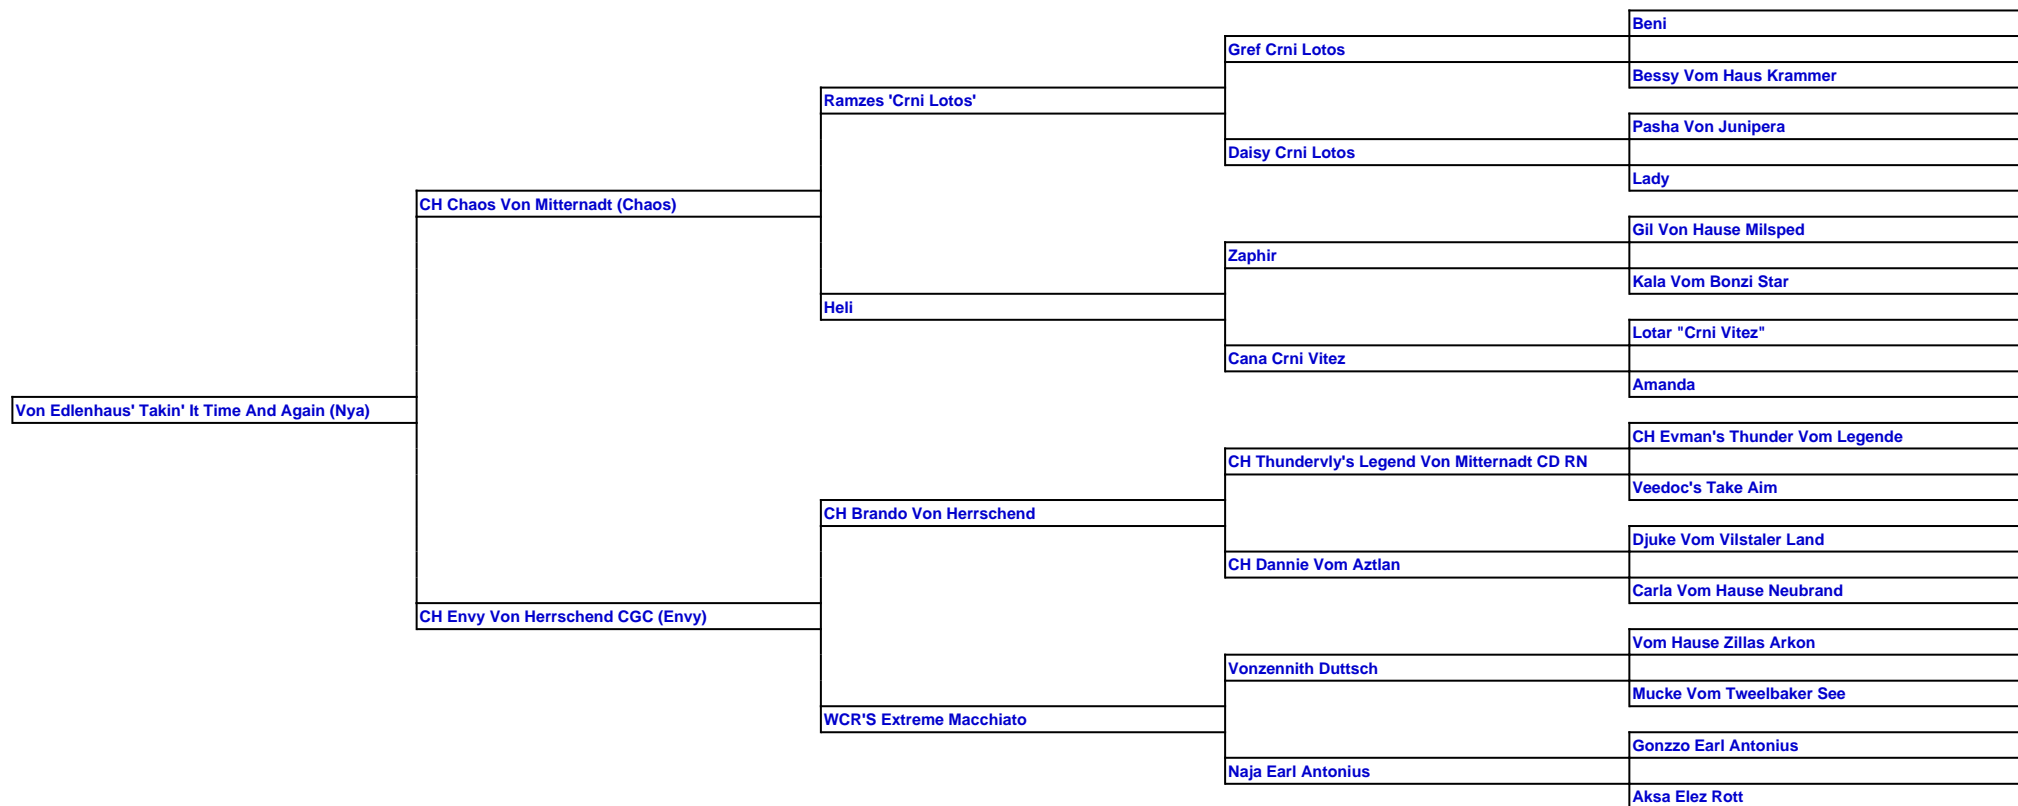 Beni
Gref Crni Lotos
Bessy Vom Haus Krammer
Ramzes 'Crni Lotos'
Pasha Von Junipera
Daisy Crni Lotos
Lady
CH Chaos Von Mitternadt (Chaos)
Gil Von Hause Milsped
Zaphir
Kala Vom Bonzi Star
Heli
Lotar "Crni Vitez"
Cana Crni Vitez
Amanda
Von Edlenhaus' Takin' It Time And Again (Nya)
CH Evman's Thunder Vom Legende
CH Thundervly's Legend Von Mitternadt CD RN
Veedoc's Take Aim
CH Brando Von Herrschend
Djuke Vom Vilstaler Land
CH Dannie Vom Aztlan
Carla Vom Hause Neubrand
CH Envy Von Herrschend CGC (Envy)
Vom Hause Zillas Arkon
Vonzennith Duttsch
Mucke Vom Tweelbaker See
WCR'S Extreme Macchiato
Gonzzo Earl Antonius
Naja Earl Antonius
Aksa Elez Rott